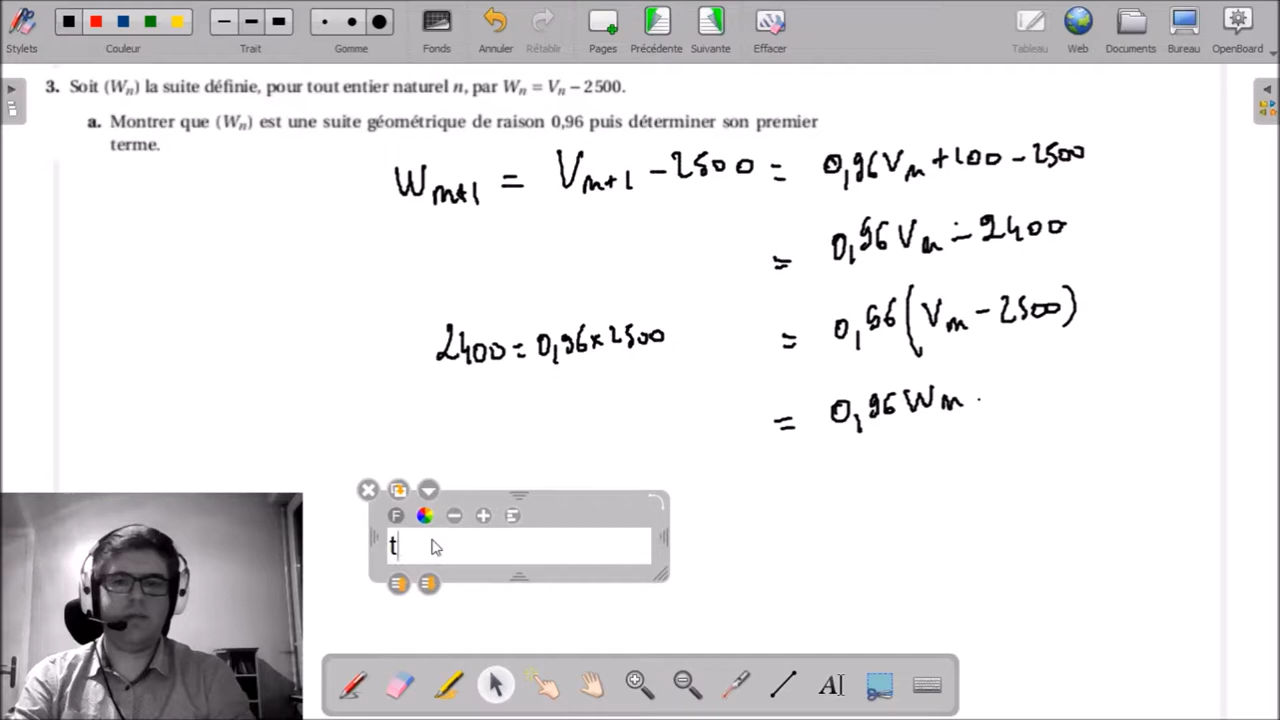 Stylets Couleur Trait Gomme Fonds Annuler Rétablir Pages Précédente Suivante Effacer Tableau Web Documents Bureau OpenBoard
3. Soit (Wn) la suite définie, pour tout entier naturel n, par Wn = Vn − 2500.
a. Montrer que (Wn) est une suite géométrique de raison 0,96 puis déterminer son premier
terme.
Wn+1 = Vn+1 − 2500 = 0,96Vn + 100 − 2500
= 0,96Vn − 2400
2400 = 0,96 × 2500 = 0,96(Vn − 2500)
= 0,96Wn.
F
t
AI